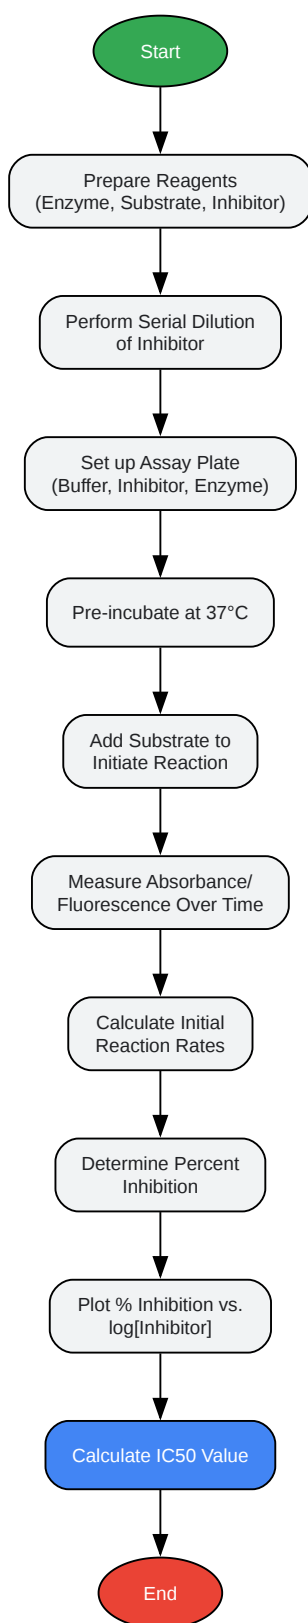 Start
Prepare Reagents
(Enzyme, Substrate, Inhibitor)
Perform Serial Dilution
of Inhibitor
Set up Assay Plate
(Buffer, Inhibitor, Enzyme)
Pre-incubate at 37°C
Add Substrate to
Initiate Reaction
Measure Absorbance/
Fluorescence Over Time
Calculate Initial
Reaction Rates
Determine Percent
Inhibition
Plot % Inhibition vs.
log[Inhibitor]
Calculate IC50 Value
End